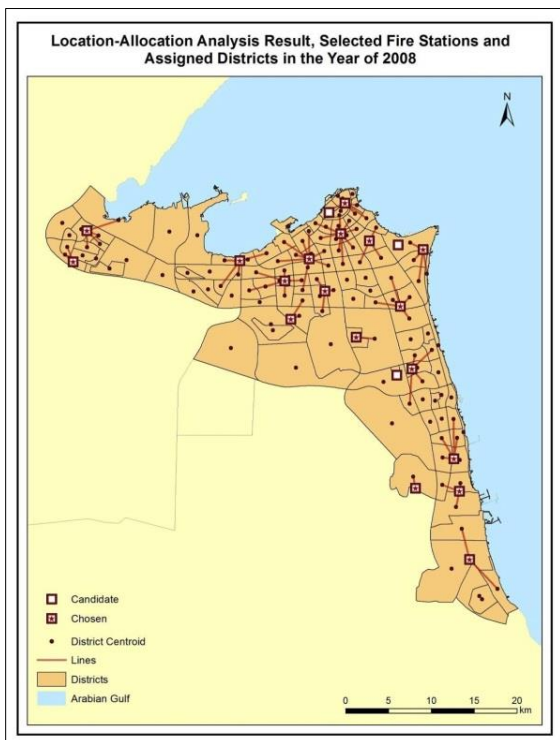 Location-Allocation Analysis Result, Selected Fire Stations and
Assigned Districts in the Year of 2008
N
Candidate
Chosen
District Centroid
Lines
Districts
Arabian Gulf
0 5 10 15 20
km